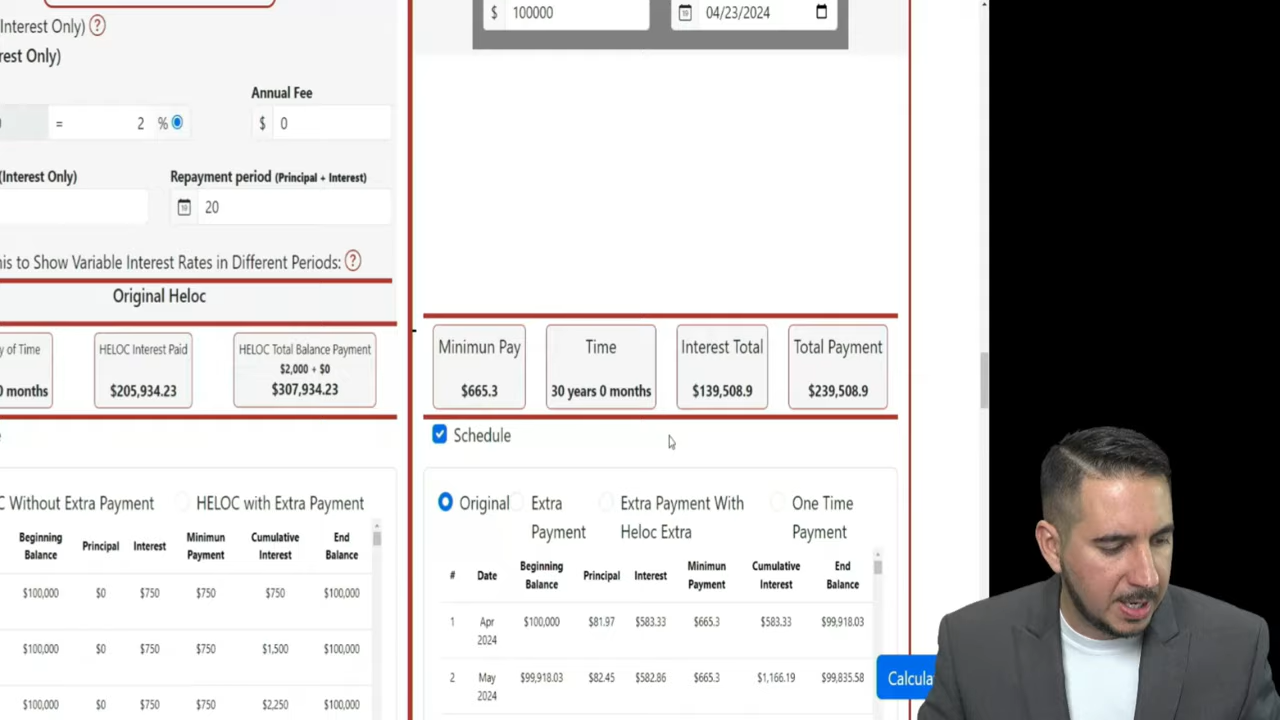 Interest Only) ?
rest Only)
Annual Fee
= 2 %
$ 0
(Interest Only)
Repayment period (Principal + Interest)
20
his to Show Variable Interest Rates in Different Periods: ?
Original Heloc
y of Time
0 months
HELOC Interest Paid
$205,934.23
HELOC Total Balance Payment
$2,000 + $0
$307,934.23
C Without Extra Payment
HELOC with Extra Payment
Beginning Balance Principal Interest Minimun Payment Cumulative Interest End Balance
$100,000 $0 $750 $750 $750 $100,000
$100,000 $0 $750 $750 $1,500 $100,000
$100,000 $0 $750 $750 $2,250 $100,000
$ 100000
04/23/2024
Minimun Pay
$665.3
Time
30 years 0 months
Interest Total
$139,508.9
Total Payment
$239,508.9
Schedule
Original
Extra Payment
Extra Payment With Heloc Extra
One Time Payment
# Date Beginning Balance Principal Interest Minimun Payment Cumulative Interest End Balance
1 Apr 2024 $100,000 $81.97 $583.33 $665.3 $583.33 $99,918.03
2 May 2024 $99,918.03 $82.45 $582.86 $665.3 $1,166.19 $99,835.58
Calcula